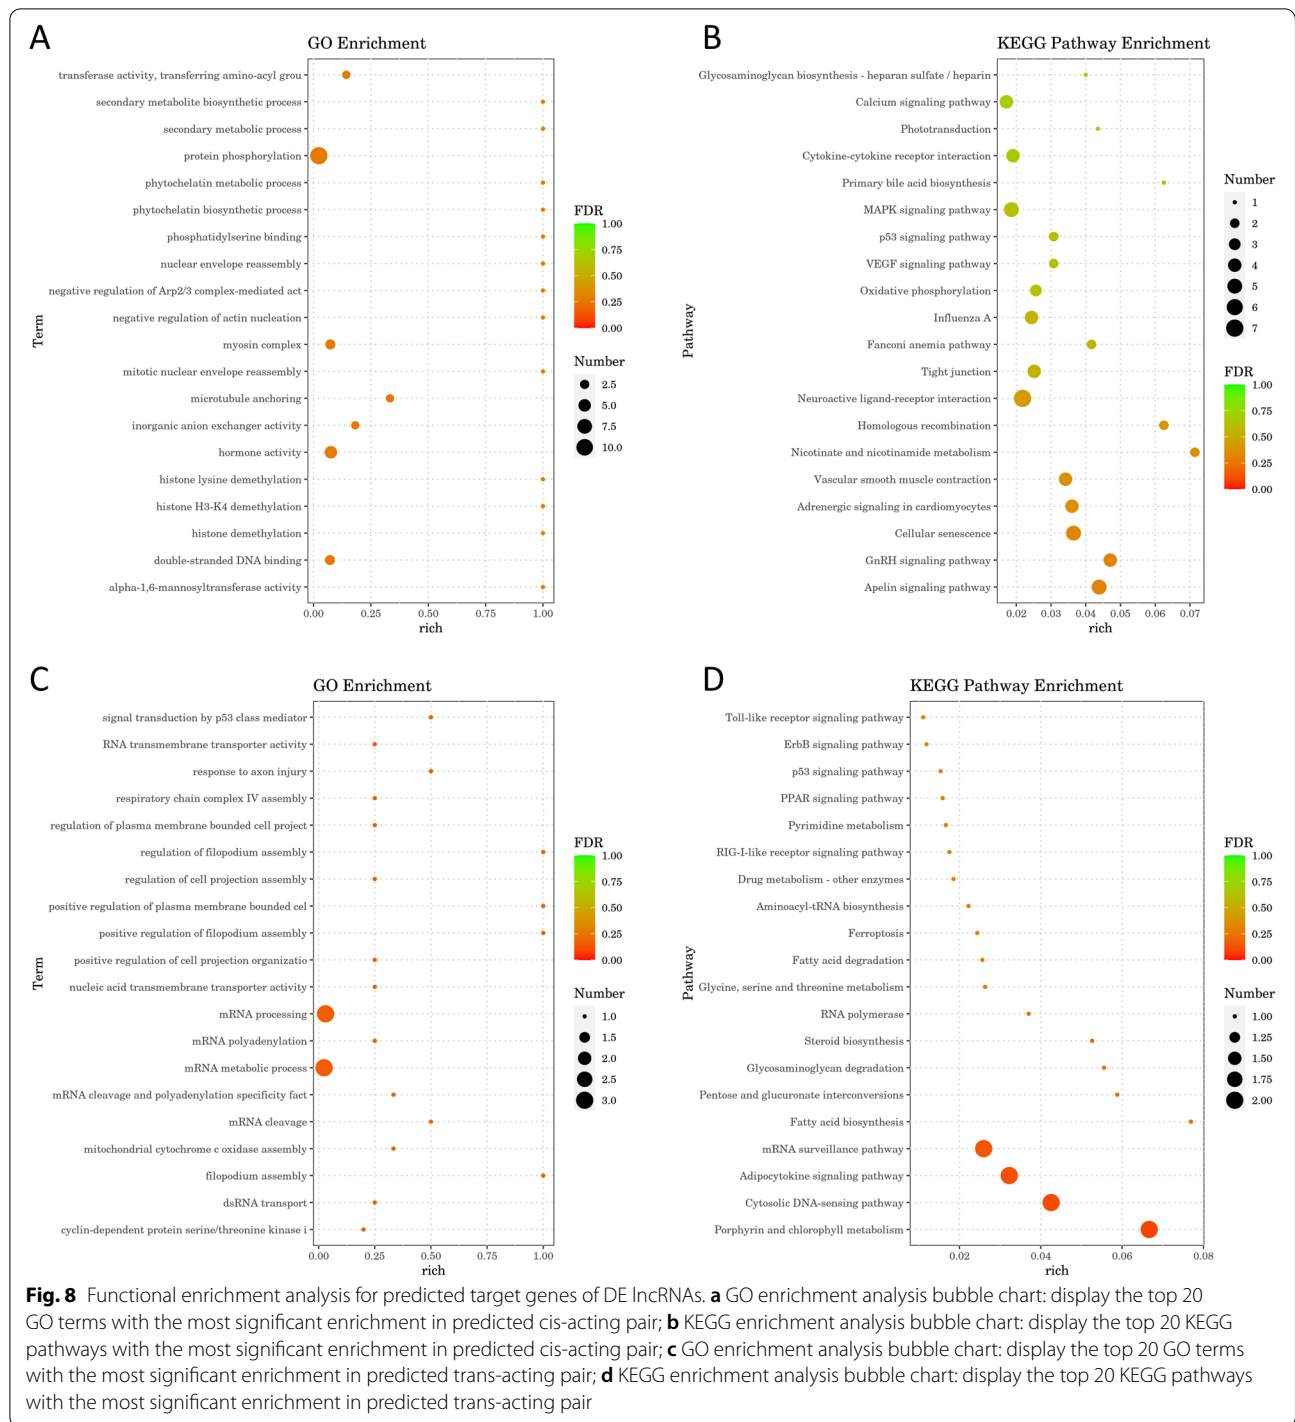 A
GO Enrichment
Term
transferase activity, transferring amino-acyl grou
secondary metabolite biosynthetic process
secondary metabolic process
protein phosphorylation
phytochelatin metabolic process
phytochelatin biosynthetic process
phosphatidylserine binding
nuclear envelope reassembly
negative regulation of Arp2/3 complex-mediated act
negative regulation of actin nucleation
myosin complex
mitotic nuclear envelope reassembly
microtubule anchoring
inorganic anion exchanger activity
hormone activity
histone lysine demethylation
histone H3-K4 demethylation
histone demethylation
double-stranded DNA binding
alpha-1,6-mannosyltransferase activity
0.00 0.25 0.50 0.75 1.00
rich
FDR
1.00
0.75
0.50
0.25
0.00
Number
2.5
5.0
7.5
10.0
B
KEGG Pathway Enrichment
Pathway
Glycosaminoglycan biosynthesis - heparan sulfate / heparin
Calcium signaling pathway
Phototransduction
Cytokine-cytokine receptor interaction
Primary bile acid biosynthesis
MAPK signaling pathway
p53 signaling pathway
VEGF signaling pathway
Oxidative phosphorylation
Influenza A
Fanconi anemia pathway
Tight junction
Neuroactive ligand-receptor interaction
Homologous recombination
Nicotinate and nicotinamide metabolism
Vascular smooth muscle contraction
Adrenergic signaling in cardiomyocytes
Cellular senescence
GnRH signaling pathway
Apelin signaling pathway
0.02 0.03 0.04 0.05 0.06 0.07
rich
Number
1
2
3
4
5
6
7
FDR
1.00
0.75
0.50
0.25
0.00
C
GO Enrichment
Term
signal transduction by p53 class mediator
RNA transmembrane transporter activity
response to axon injury
respiratory chain complex IV assembly
regulation of plasma membrane bounded cell project
regulation of filopodium assembly
regulation of cell projection assembly
positive regulation of plasma membrane bounded cel
positive regulation of filopodium assembly
positive regulation of cell projection organizatio
nucleic acid transmembrane transporter activity
mRNA processing
mRNA polyadenylation
mRNA metabolic process
mRNA cleavage and polyadenylation specificity fact
mRNA cleavage
mitochondrial cytochrome c oxidase assembly
filopodium assembly
dsRNA transport
cyclin-dependent protein serine/threonine kinase i
0.00 0.25 0.50 0.75 1.00
rich
FDR
1.00
0.75
0.50
0.25
0.00
Number
1.0
1.5
2.0
2.5
3.0
D
KEGG Pathway Enrichment
Pathway
Toll-like receptor signaling pathway
ErbB signaling pathway
p53 signaling pathway
PPAR signaling pathway
Pyrimidine metabolism
RIG-I-like receptor signaling pathway
Drug metabolism - other enzymes
Aminoacyl-tRNA biosynthesis
Ferroptosis
Fatty acid degradation
Glycine, serine and threonine metabolism
RNA polymerase
Steroid biosynthesis
Glycosaminoglycan degradation
Pentose and glucuronate interconversions
Fatty acid biosynthesis
mRNA surveillance pathway
Adipocytokine signaling pathway
Cytosolic DNA-sensing pathway
Porphyrin and chlorophyll metabolism
0.02 0.04 0.06 0.08
rich
FDR
1.00
0.75
0.50
0.25
0.00
Number
1.00
1.25
1.50
1.75
2.00
Fig. 8 Functional enrichment analysis for predicted target genes of DE lncRNAs. a GO enrichment analysis bubble chart: display the top 20
GO terms with the most significant enrichment in predicted cis-acting pair; b KEGG enrichment analysis bubble chart: display the top 20 KEGG
pathways with the most significant enrichment in predicted cis-acting pair; c GO enrichment analysis bubble chart: display the top 20 GO terms
with the most significant enrichment in predicted trans-acting pair; d KEGG enrichment analysis bubble chart: display the top 20 KEGG pathways
with the most significant enrichment in predicted trans-acting pair